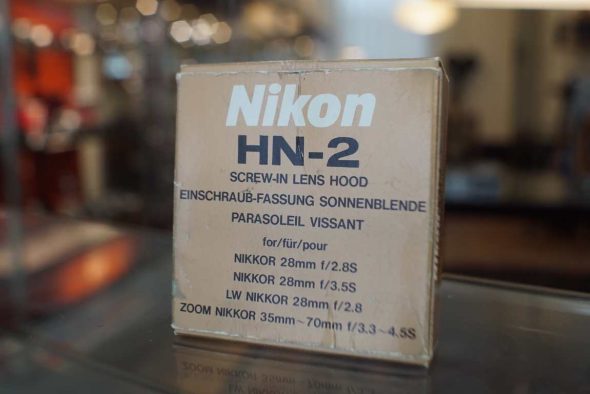 Nikon
HN-2
SCREW-IN LENS HOOD
EINSCHRAUB-FASSUNG SONNENBLENDE
PARASOLEIL VISSANT
for/für/pour
NIKKOR 28mm f/2.8S
NIKKOR 28mm f/3.5S
LW NIKKOR 28mm f/2.8
ZOOM NIKKOR 35mm~70mm f/3.3~4.5S